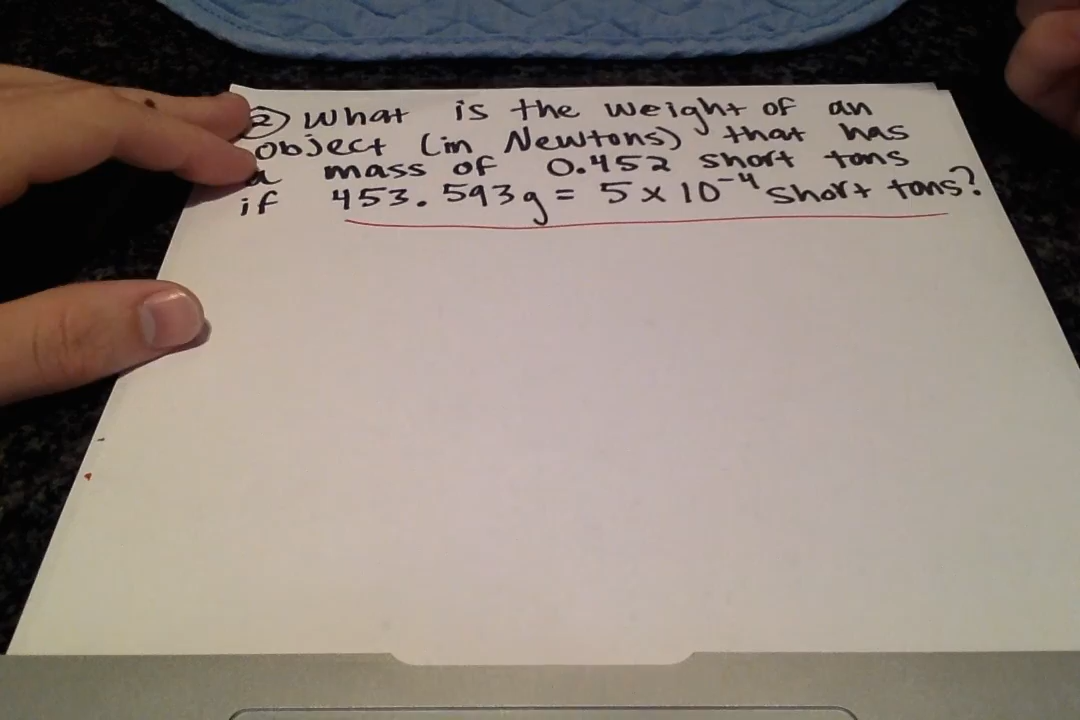 ② What is the weight of an
object (in Newtons) that has
a mass of 0.452 short tons
if 453.593g = 5 x 10⁻⁴ short tons?